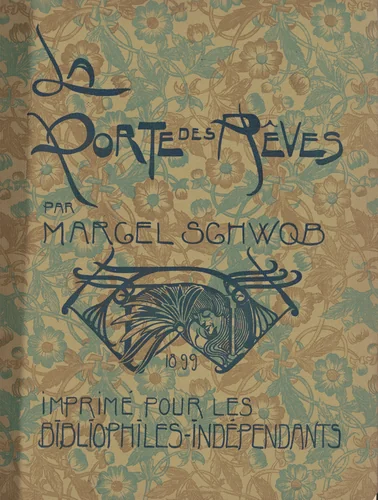 La
Porte des Rêves
par
Marcel Schwob
1899
Imprimé pour les
Bibliophiles-Indépendants